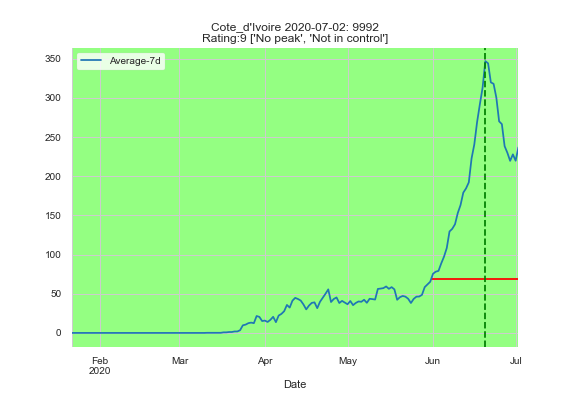 Cote_d'Ivoire 2020-07-02: 9992
Rating:9 ['No peak', 'Not in control']
350
Average-7d
300
250
200
150
100
50
0
Feb Mar Apr May Jun Jul
2020
Date